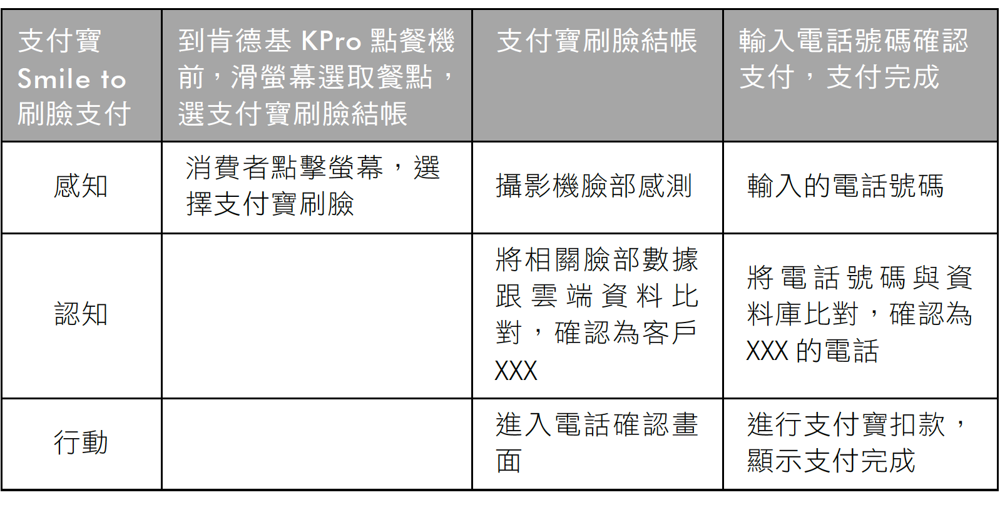 支付寶
Smile to
刷臉支付
到肯德基 KPro 點餐機
前，滑螢幕選取餐點，
選支付寶刷臉結帳
支付寶刷臉結帳
輸入電話號碼確認
支付，支付完成
感知
消費者點擊螢幕，選
擇支付寶刷臉
攝影機臉部感測
輸入的電話號碼
認知
將相關臉部數據
跟雲端資料比
對，確認為客戶
XXX
將電話號碼與資
料庫比對，確認為
XXX 的電話
行動
進入電話確認畫
面
進行支付寶扣款，
顯示支付完成